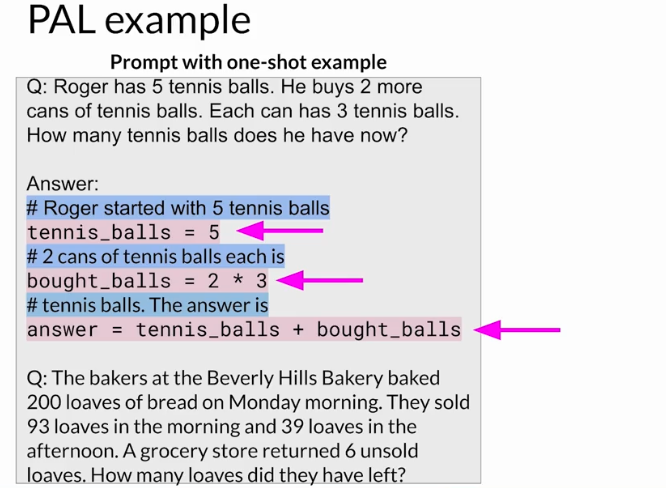 PAL example
Prompt with one-shot example
Q: Roger has 5 tennis balls. He buys 2 more
cans of tennis balls. Each can has 3 tennis balls.
How many tennis balls does he have now?
Answer:
# Roger started with 5 tennis balls
tennis_balls = 5
# 2 cans of tennis balls each is
bought_balls = 2 * 3
# tennis balls. The answer is
answer = tennis_balls + bought_balls
Q: The bakers at the Beverly Hills Bakery baked
200 loaves of bread on Monday morning. They sold
93 loaves in the morning and 39 loaves in the
afternoon. A grocery store returned 6 unsold
loaves. How many loaves did they have left?